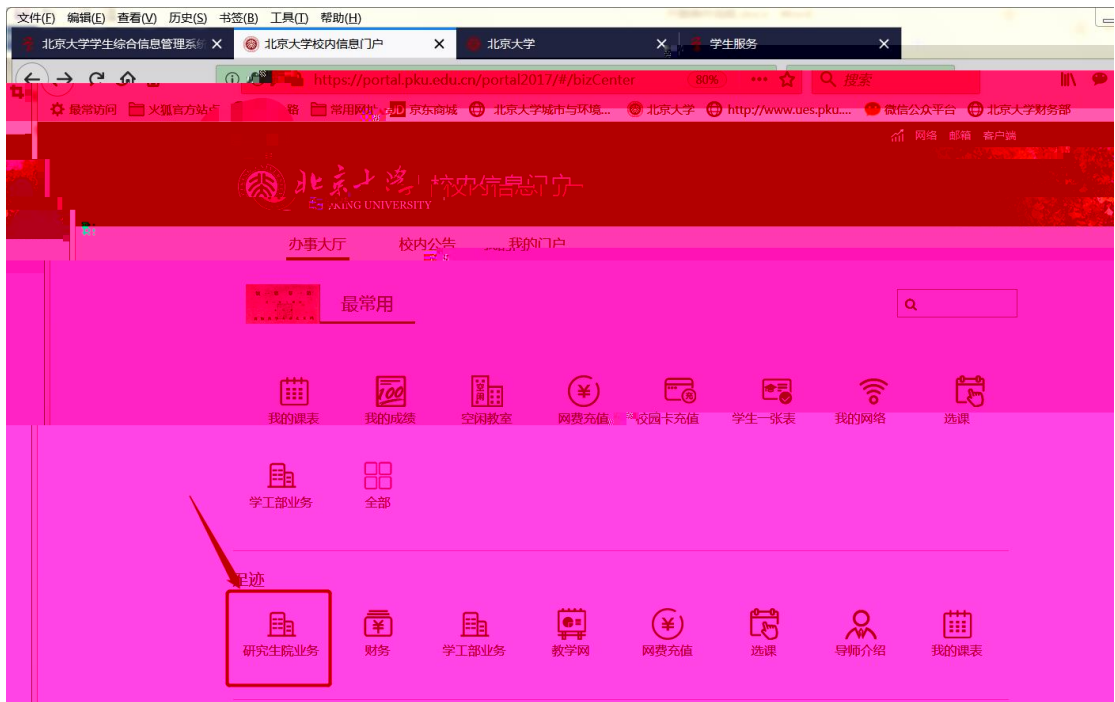 文件(F) 编辑(E) 查看(V) 历史(S) 书签(B) 工具(T) 帮助(H)
北京大学学生综合信息管理系统 北京大学校内信息门户 北京大学 学生服务
https://portal.pku.edu.cn/portal2017/#/bizCenter 80% 搜索
最常访问 火狐官方站点 常用网址 JD 京东商城 北京大学城市与环境... 北京大学 http://www.ues.pku.... 微信公众平台 北京大学财务部
网络 邮箱 客户端
北京大学 校内信息门户
UNIVERSITY
办事大厅 校内公告 我的门户
最常用
我的课表 我的成绩 空闲教室 网费充值 校园卡充值 学生一张表 我的网络 选课
学工部业务 全部
足迹
研究生院业务 财务 学工部业务 教学网 网费充值 选课 导师介绍 我的课表